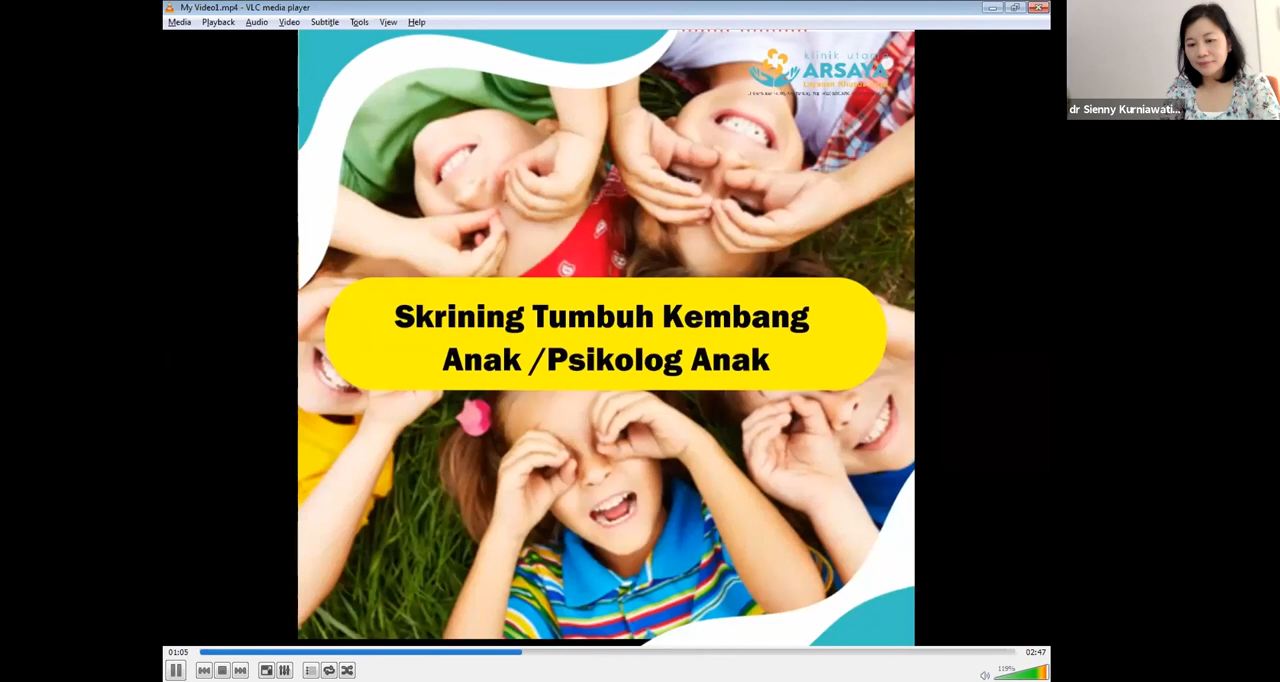 My Video1.mp4 - VLC media player
Media Playback Audio Video Subtitle Tools View Help
dr Sienny Kurniawati...
klinik utama
ARSAYA
Skrining Tumbuh Kembang
Anak /Psikolog Anak
01:05
02:47
119%